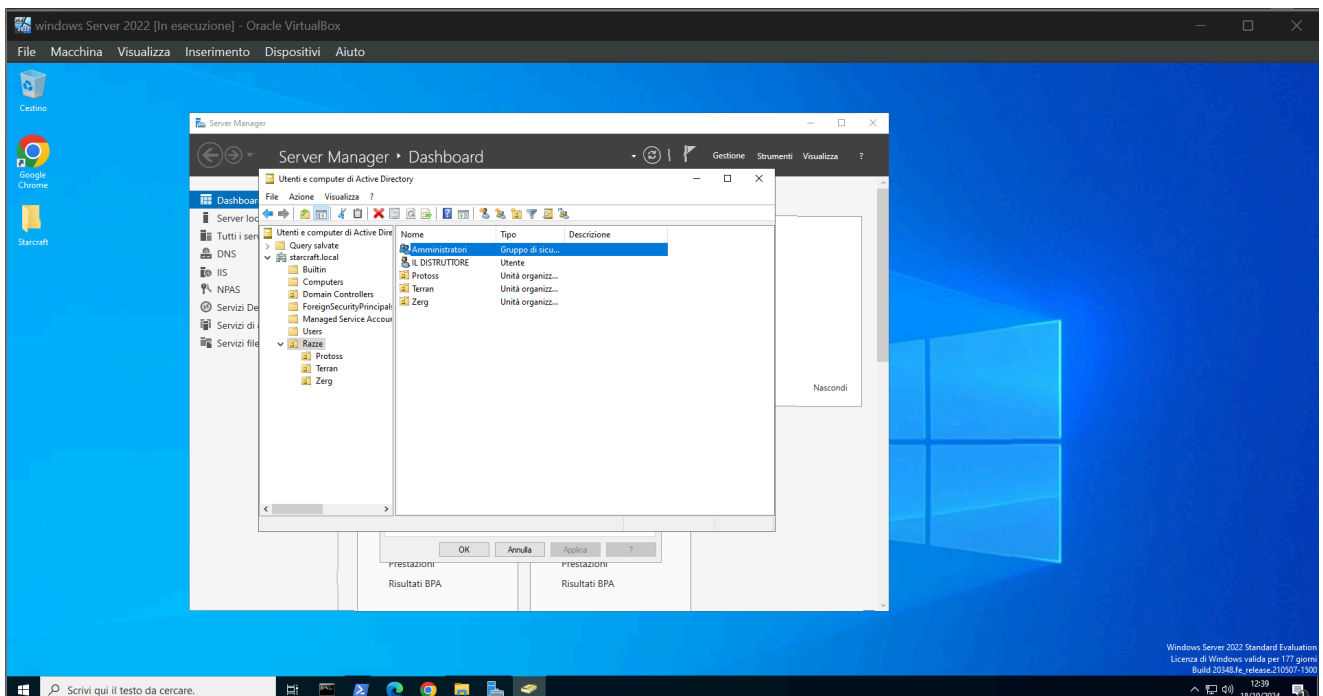 windows Server 2022 [In esecuzione] - Oracle VirtualBox
File Macchina Visualizza Inserimento Dispositivi Aiuto
Cestino
Google
Chrome
Starcraft
Server Manager
Server Manager Dashboard
Gestione Strumenti Visualizza ?
Dashboar
Server loc
Tutti i serv
DNS
IIS
NPAS
Servizi De
Servizi di
Servizi file
Utenti e computer di Active Directory
File Azione Visualizza ?
Utenti e computer di Active Dire
Query salvate
starcraft.local
Builtin
Computers
Domain Controllers
ForeignSecurityPrincipals
Managed Service Accour
Users
Razze
Protoss
Terran
Zerg
Nome Tipo Descrizione
Amministratori Gruppo di sicu...
IL DISTRUTTORE Utente
Protoss Unità organizz...
Terran Unità organizz...
Zerg Unità organizz...
Nascondi
OK Annulla Applica ?
Prestazioni Prestazioni
Risultati BPA Risultati BPA
Windows Server 2022 Standard Evaluation
Licenza di Windows valida per 177 giorni
Build 20348.fe_release.210507-1500
Scrivi qui il testo da cercare.
12:39
18/10/2024